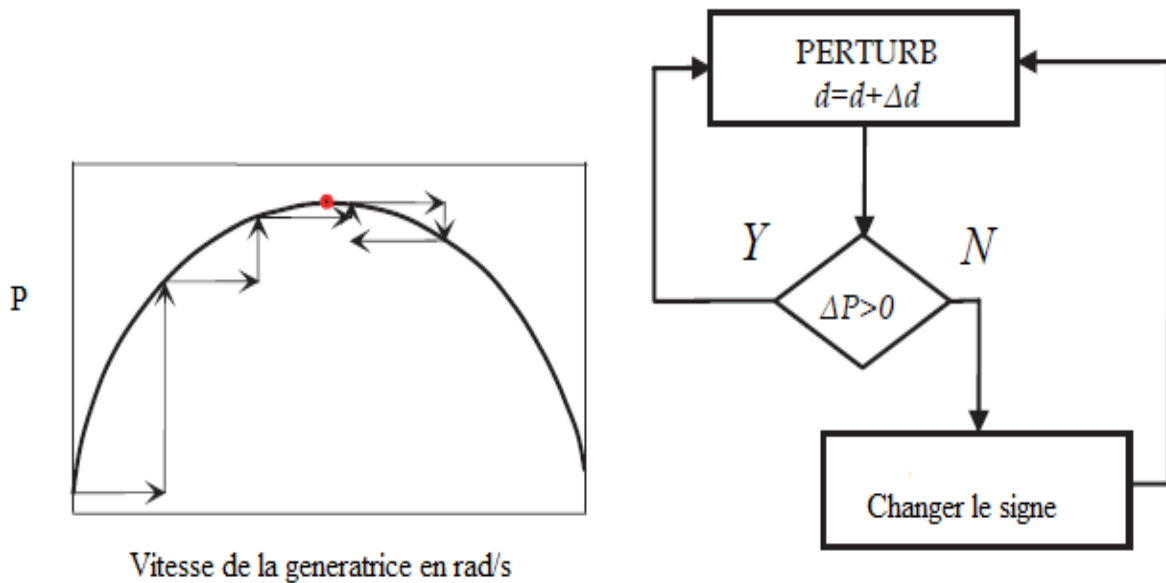 P
Vitesse de la generatrice en rad/s
PERTURB
d=d+Δd
Y
N
ΔP>0
Changer le signe